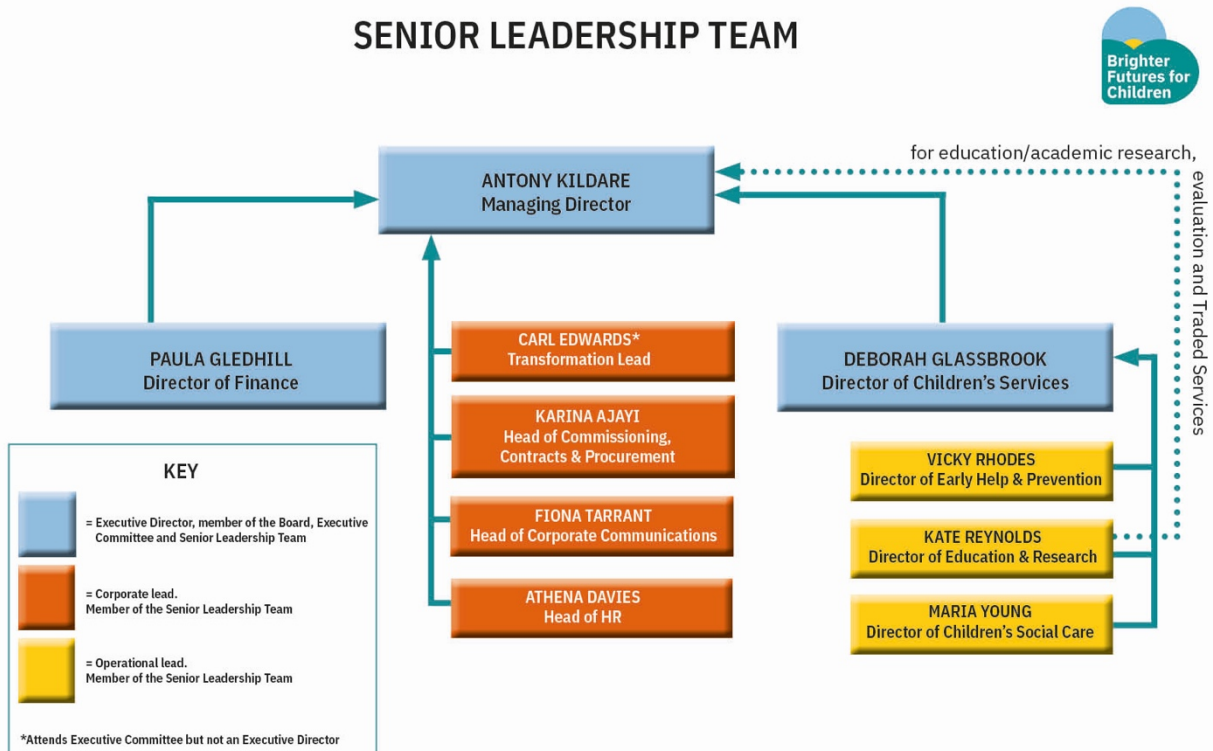 SENIOR LEADERSHIP TEAM
Brighter
Futures for
Children
for education/academic research,
evaluation and Traded Services
ANTONY KILDARE
Managing Director
PAULA GLEDHILL
Director of Finance
CARL EDWARDS*
Transformation Lead
KARINA AJAYI
Head of Commissioning,
Contracts & Procurement
FIONA TARRANT
Head of Corporate Communications
ATHENA DAVIES
Head of HR
DEBORAH GLASSBROOK
Director of Children’s Services
VICKY RHODES
Director of Early Help & Prevention
KATE REYNOLDS
Director of Education & Research
MARIA YOUNG
Director of Children’s Social Care
KEY
= Executive Director, member of the Board, Executive
Committee and Senior Leadership Team
= Corporate lead.
Member of the Senior Leadership Team
= Operational lead.
Member of the Senior Leadership Team
*Attends Executive Committee but not an Executive Director